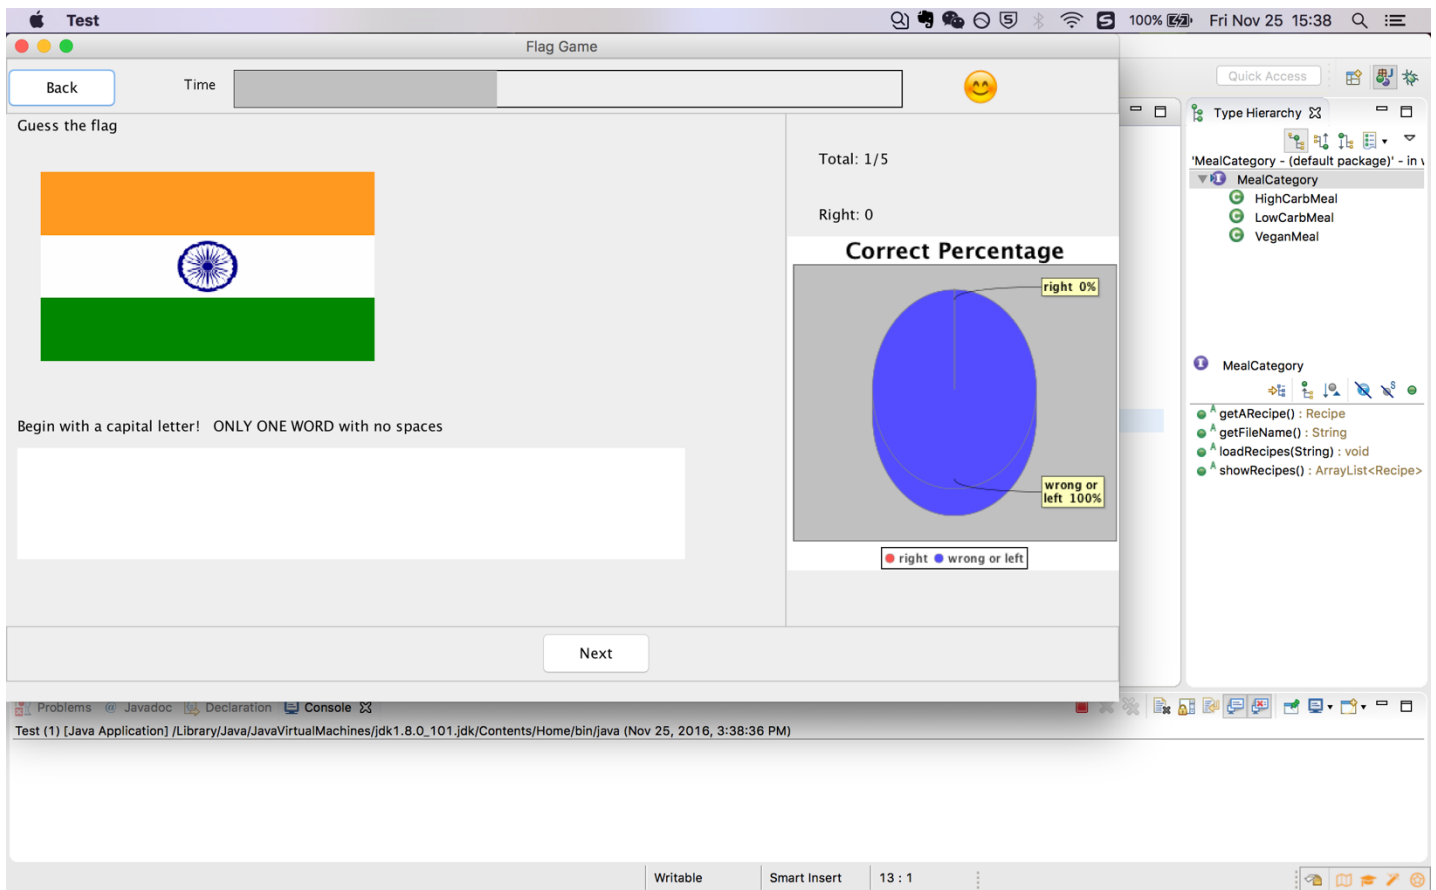 Test
100%
Fri Nov 25 15:38
Flag Game
Back
Time
Guess the flag
Total: 1/5
Right: 0
Correct Percentage
right 0%
wrong or
left 100%
right wrong or left
Begin with a capital letter! ONLY ONE WORD with no spaces
Next
Quick Access
Type Hierarchy
'MealCategory - (default package)' - in
MealCategory
HighCarbMeal
LowCarbMeal
VeganMeal
MealCategory
getARecipe() : Recipe
getFileName() : String
loadRecipes(String) : void
showRecipes() : ArrayList<Recipe>
Problems @ Javadoc Declaration Console
Test (1) [Java Application] /Library/Java/JavaVirtualMachines/jdk1.8.0_101.jdk/Contents/Home/bin/java (Nov 25, 2016, 3:38:36 PM)
Writable
Smart Insert
13 : 1